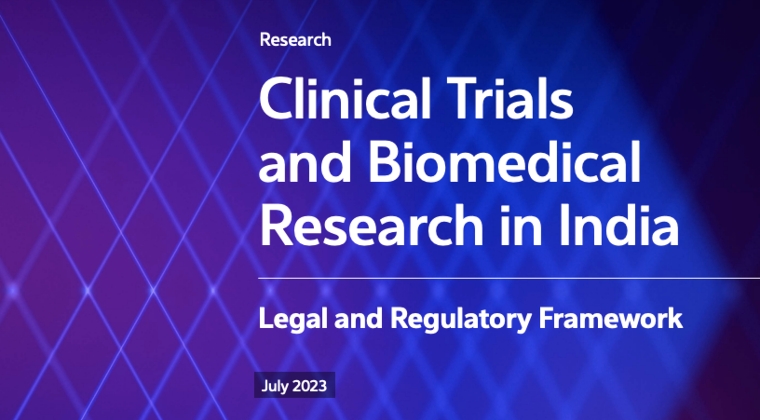 Research
Clinical Trials
and Biomedical
Research in India
Legal and Regulatory Framework
July 2023